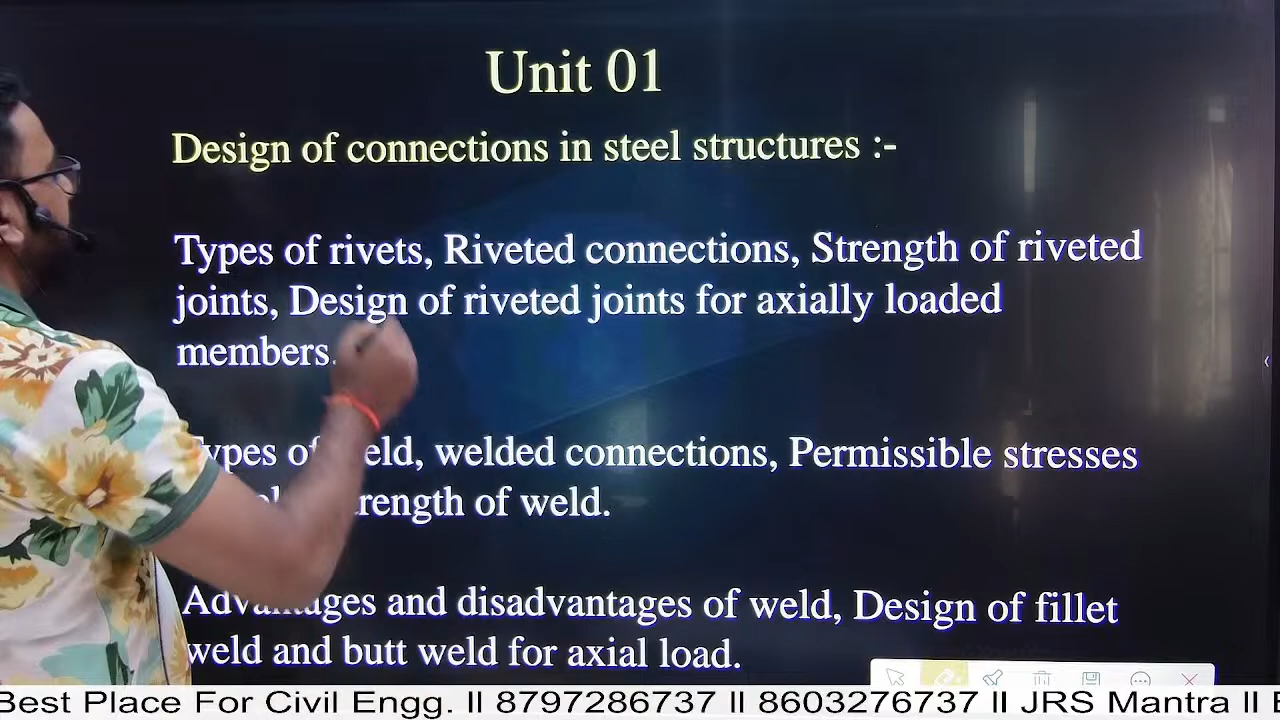 Unit 01
Design of connections in steel structures :-
Types of rivets, Riveted connections, Strength of riveted
joints, Design of riveted joints for axially loaded
members.
welded connections, Permissible stresses
of weld.
and disadvantages of weld, Design of fillet
weld and butt weld for axial load.
Best Place For Civil Engg. II 8797286737 II 8603276737 II JRS Mantra II